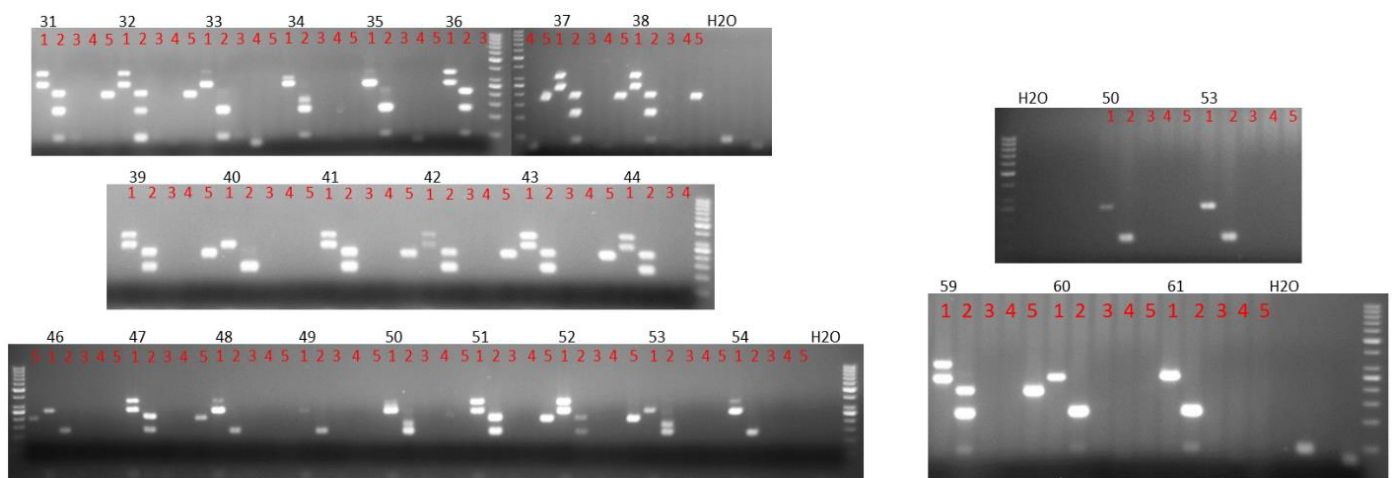 31 32 33 34 35 36 37 38 H2O
1 2 3 4 5 1 2 3 4 5 1 2 3 4 5 1 2 3 4 5 1 2 3 4 5 1 2 3 4 5 1 2 3 4 5 1 2 3 4 5
39 40 41 42 43 44
1 2 3 4 5 1 2 3 4 5 1 2 3 4 5 1 2 3 4 5 1 2 3 4 5 1 2 3 4
46 47 48 49 50 51 52 53 54 H2O
5 1 2 3 4 5 1 2 3 4 5 1 2 3 4 5 1 2 3 4 5 1 2 3 4 5 1 2 3 4 5 1 2 3 4 5 1 2 3 4 5 1 2 3 4 5
H2O 50 53
1 2 3 4 5 1 2 3 4 5
59 60 61 H2O
1 2 3 4 5 1 2 3 4 5 1 2 3 4 5